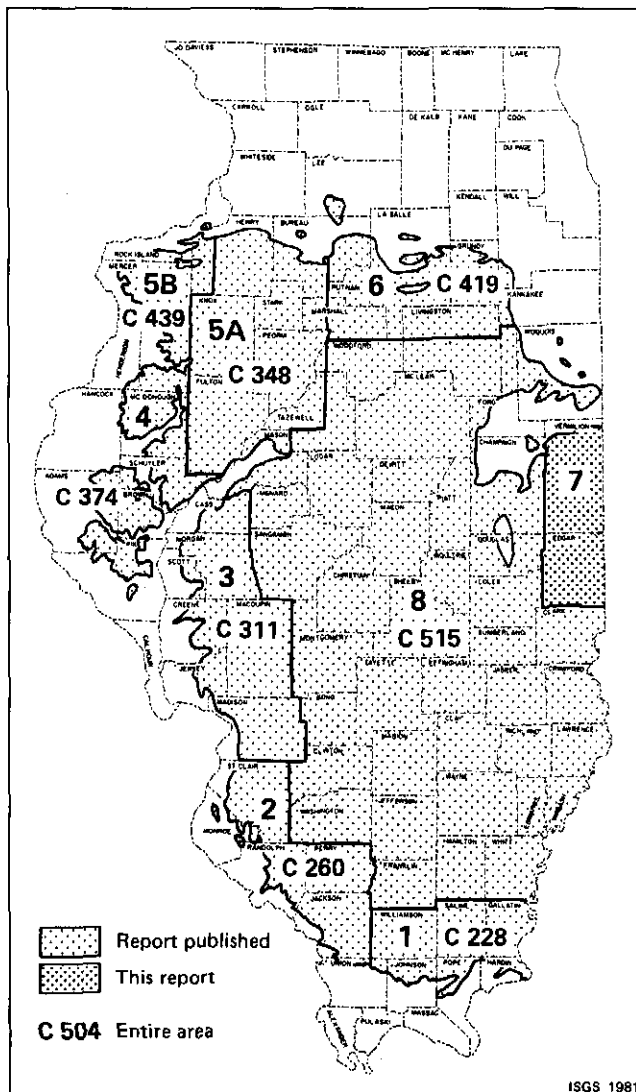 JO DAVIESS STEPHENSON WINNEBAGO BOONE MC HENRY LAKE
CARROLL OGLE DE KALB KANE COOK
DU PAGE
WHITESIDE LEE
KENDALL WILL
HENRY BUREAU LA SALLE
ROCK ISLAND GRUNDY
MERCER
5B 6 C 419
PUTNAM
KNOX STARK KANKAKEE
C 439 MARSHALL LIVINGSTON
5A PEORIA IROQUOIS
HENDERSON WOODFORD
C 348
FULTON MC LEAN
HANCOCK MC DONOUGH FORD
4 TAZEWELL
MASON CHAMPAIGN VERMILION
SCHUYLER LOGAN DEWITT
ADAMS C 374 BROWN CASS MENARD PIATT 7
MACON
PIKE MORGAN SANGAMON DOUGLAS EDGAR
MOULTRIE
SCOTT 3 CHRISTIAN SHELBY COLES
8
GREENE MACOUPIN CLARK
C 311 MONTGOMERY C 515 CUMBERLAND
CALHOUN FAYETTE EFFINGHAM JASPER CRAWFORD
JERSEY
MADISON BOND CLAY
MARION RICHLAND LAWRENCE
CLINTON
ST CLAIR WAYNE
2 WASHINGTON JEFFERSON
MONROE
RANDOLPH PERRY HAMILTON WHITE
C 260 FRANKLIN
JACKSON WILLIAMSON SALINE GALLATIN
1 C 228
UNION JOHNSON POPE HARDIN
ALEXANDER PULASKI MASSAC
Report published
This report
C 504 Entire area
ISGS 1981